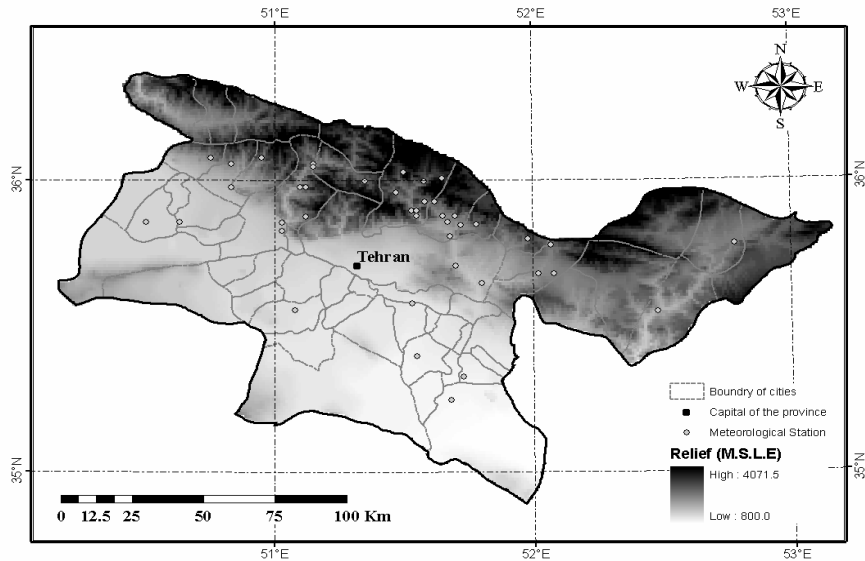 51°E 52°E 53°E
N
W E
S
36°N 36°N
Tehran
Boundry of cities
Capital of the province
Meteorological Station
Relief (M.S.L.E)
High : 4071.5
Low : 800.0
35°N 35°N
0 12.5 25 50 75 100 Km
51°E 52°E 53°E